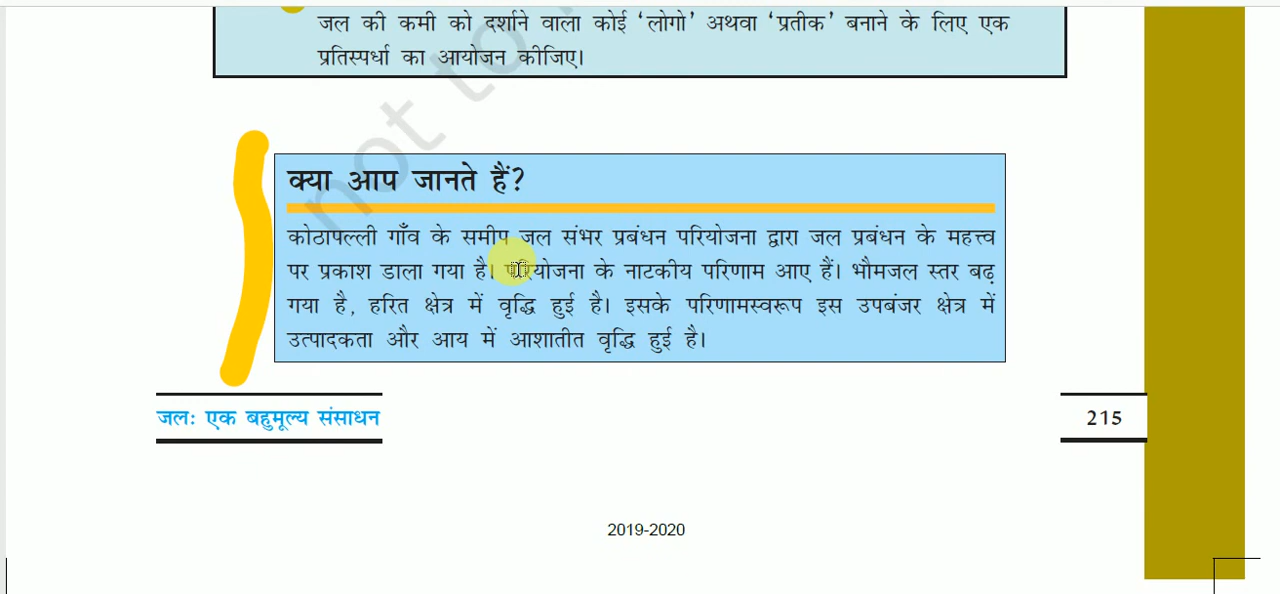 जल की कमी को दर्शाने वाला कोई ‘लोगो’ अथवा ‘प्रतीक’ बनाने के लिए एक
प्रतिस्पर्धा का आयोजन कीजिए।
not to
क्या आप जानते हैं?
कोठापल्ली गाँव के समीप जल संभर प्रबंधन परियोजना द्वारा जल प्रबंधन के महत्त्व
पर प्रकाश डाला गया है। परियोजना के नाटकीय परिणाम आए हैं। भौमजल स्तर बढ़
गया है, हरित क्षेत्र में वृद्धि हुई है। इसके परिणामस्वरूप इस उपबंजर क्षेत्र में
उत्पादकता और आय में आशातीत वृद्धि हुई है।
जलः एक बहुमूल्य संसाधन
215
2019-2020